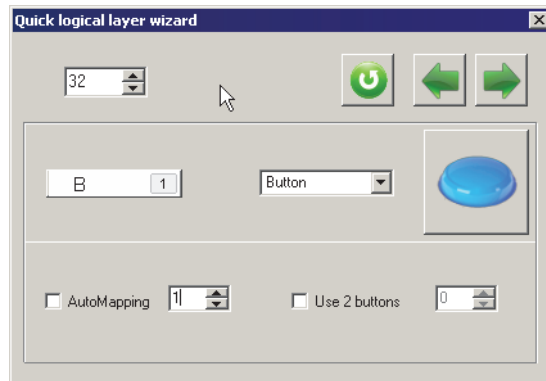 Quick logical layer wizard
32
B 1 Button
AutoMapping 1 Use 2 buttons 0